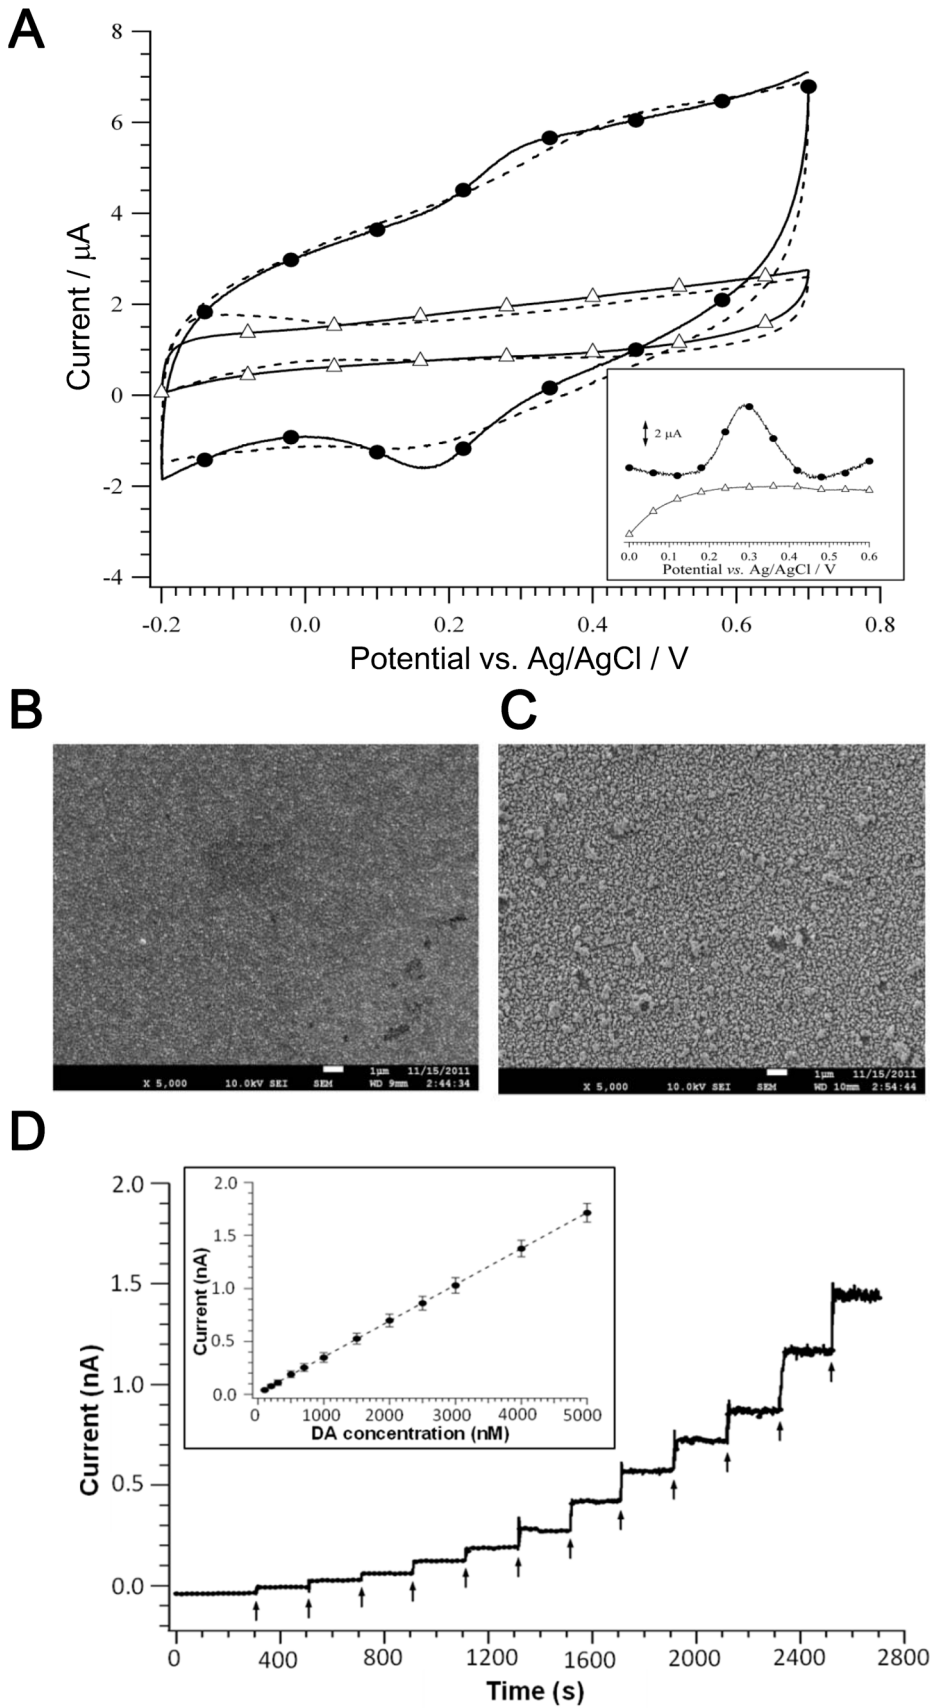 A
8
6
4
2
0
-2
-4
Current / μA
2 μA
0.0 0.1 0.2 0.3 0.4 0.5 0.6
Potential vs. Ag/AgCl / V
-0.2 0.0 0.2 0.4 0.6 0.8
Potential vs. Ag/AgCl / V
B
1μm 11/15/2011
X 5,000 10.0kV SEI SEM WD 9mm 2:44:34
C
1μm 11/15/2011
X 5,000 10.0kV SEI SEM WD 10mm 2:54:44
D
2.0
1.5
1.0
0.5
0.0
Current (nA)
2.0
1.5
1.0
0.5
0.0
Current (nA)
0 1000 2000 3000 4000 5000
DA concentration (nM)
0 400 800 1200 1600 2000 2400 2800
Time (s)